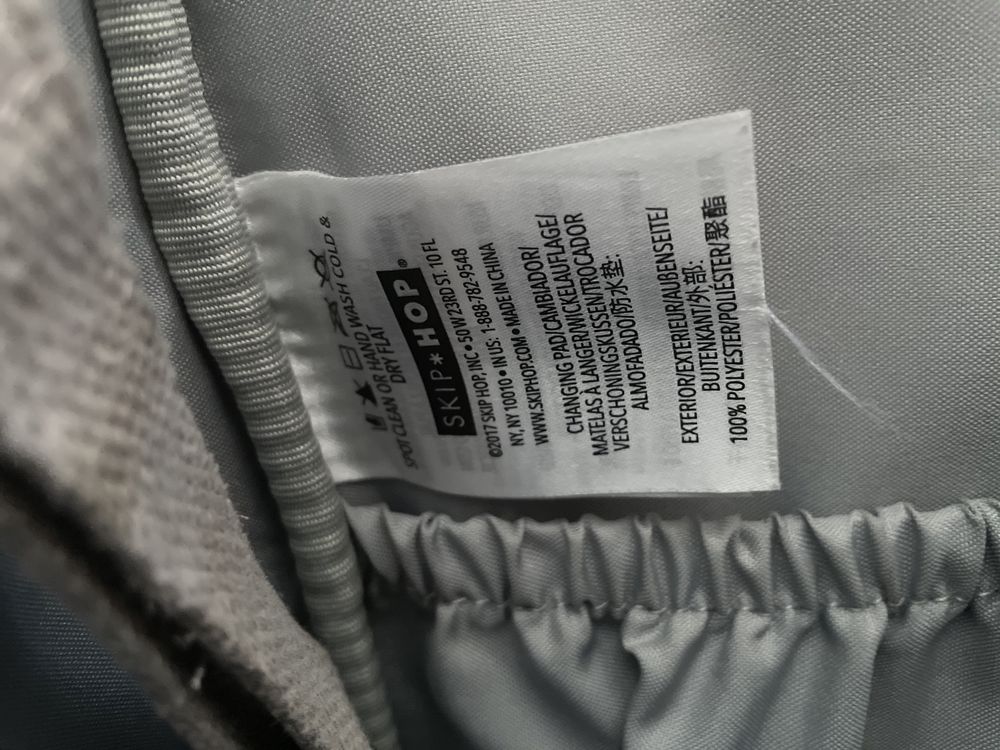 SPOT CLEAN OR HAND WASH COLD &
DRY FLAT
SKIP*HOP®
©2017 SKIP HOP, INC • 50 W 23RD ST. 10 FL
NY, NY 10010 • IN US: 1-888-782-9548
WWW.SKIPHOP.COM • MADE IN CHINA
CHANGING PAD/CAMBIADOR/
MATELAS À LANGER/WICKELAUFLAGE/
VERSCHONINGSKUSSEN/TROCADOR
ALMOFADADO/防水垫:
EXTERIOR/EXTERIEUR/AUBENSEITE/
BUITENKANT/外部:
100% POLYESTER/POLIÉSTER/聚酯